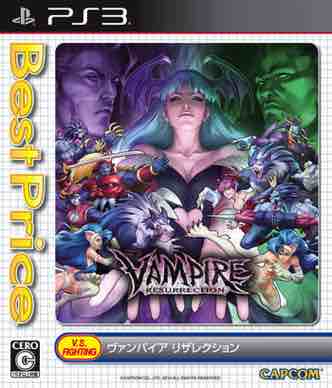 PS3
Best Price
VAMPIRE
RESURRECTION
V.S.
FIGHTING
ヴァンパイア リザレクション
CERO
C
CAPCOM